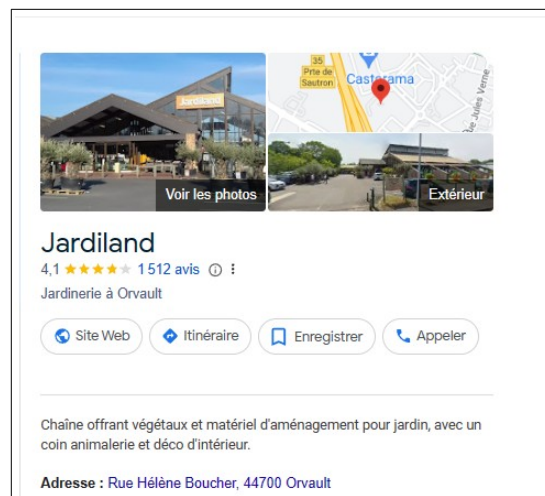 Jardiland
Voir les photos
35
Prte de
Sautron
Castorama
Rue Jules Verne
Extérieur
Jardiland
4,1 1 512 avis
Jardinerie à Orvault
Site Web
Itinéraire
Enregistrer
Appeler
Chaîne offrant végétaux et matériel d'aménagement pour jardin, avec un
coin animalerie et déco d'intérieur.
Adresse : Rue Hélène Boucher, 44700 Orvault